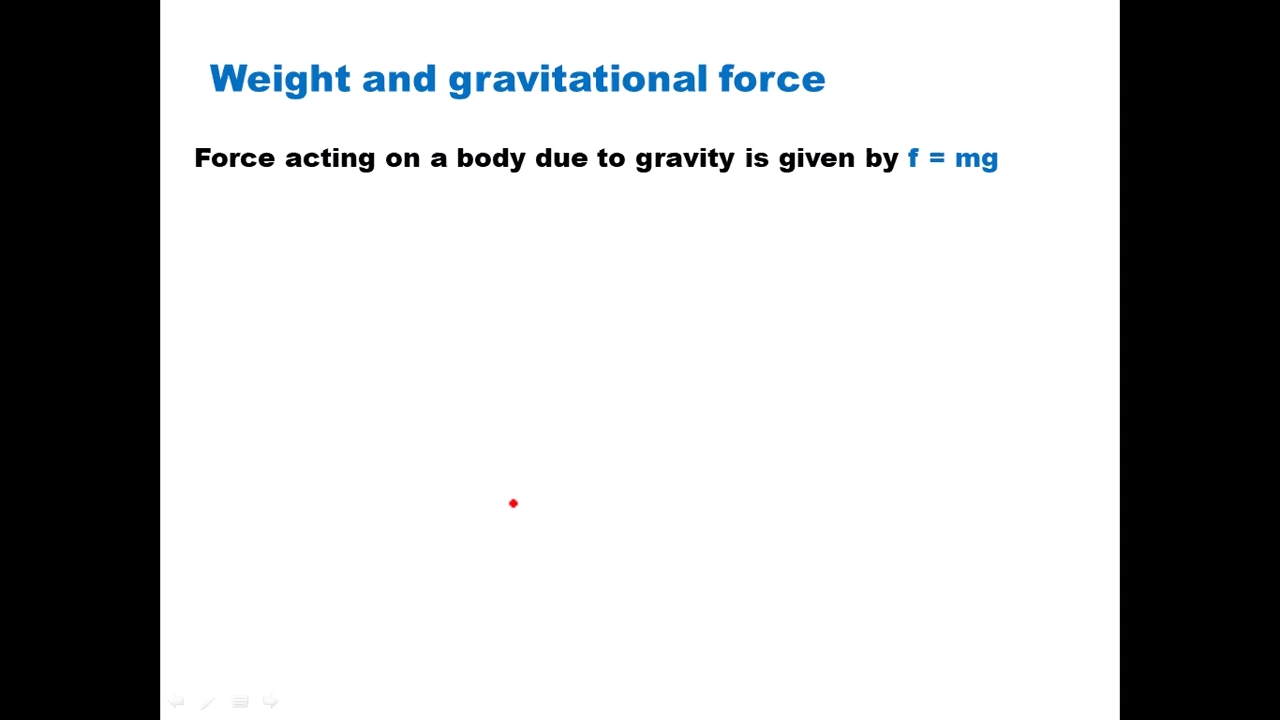 Weight and gravitational force
Force acting on a body due to gravity is given by f = mg